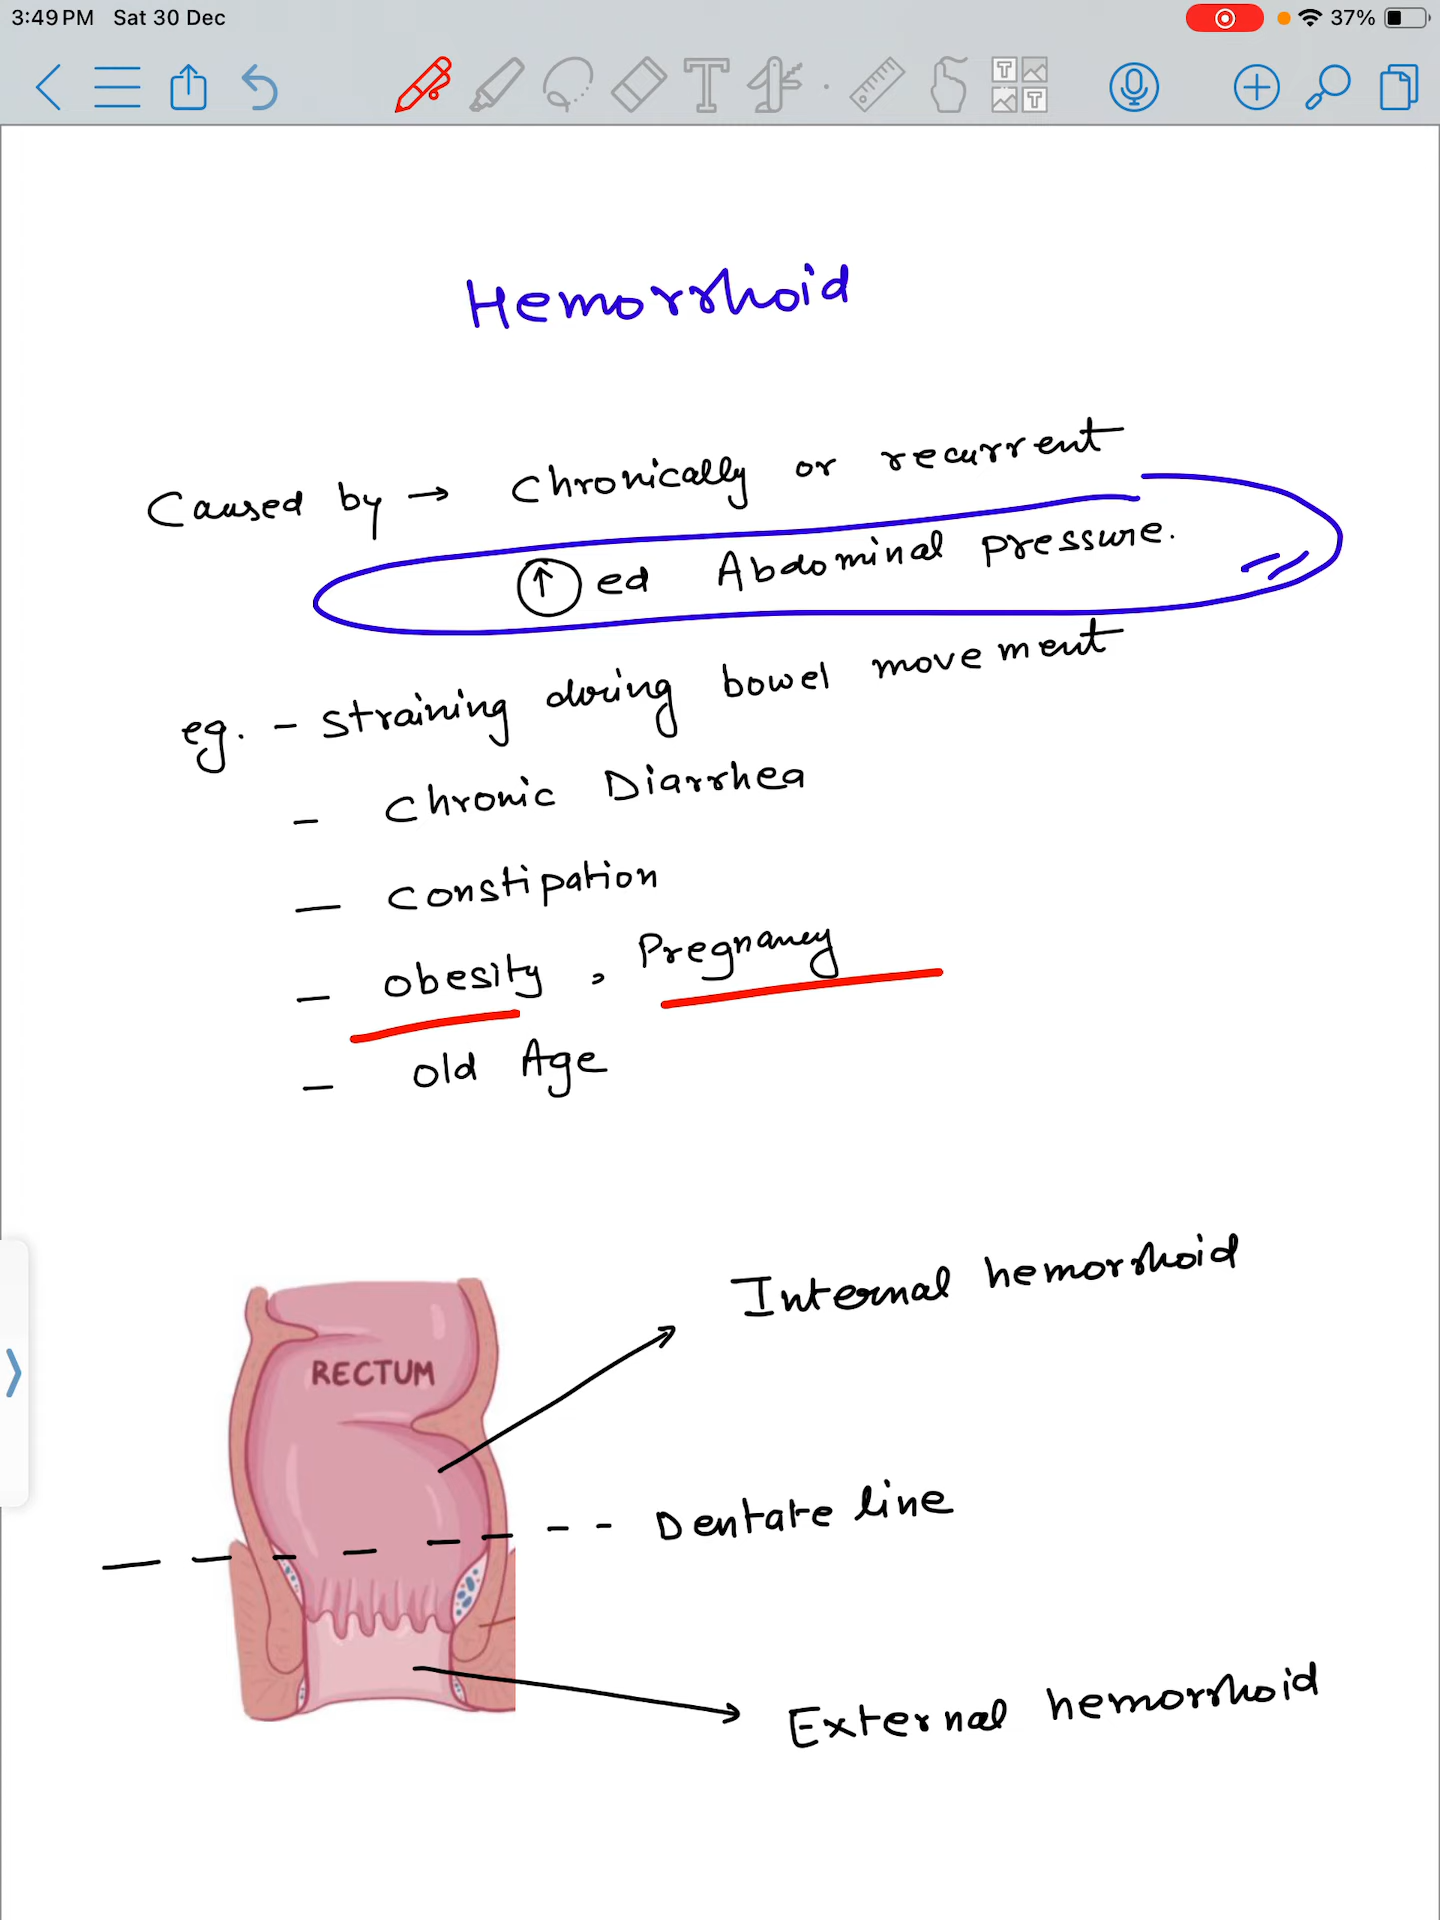 3:49 PM Sat 30 Dec 37%
Hemorrhoid
Caused by → Chronically or recurrent
↑ ed Abdominal pressure.
eg. - straining during bowel movement
- Chronic Diarrhea
- Constipation
- Obesity, Pregnancy
- Old Age
Internal hemorrhoid
RECTUM
Dentate line
External hemorrhoid